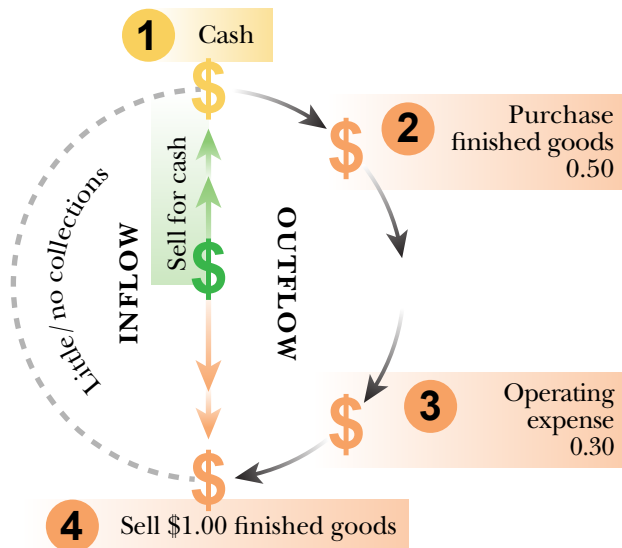 1 Cash
$
2 Purchase
finished goods
0.50
$
Little/no collections
INFLOW
Sell for cash
$
OUTFLOW
3 Operating
expense
0.30
$
$
4 Sell $1.00 finished goods